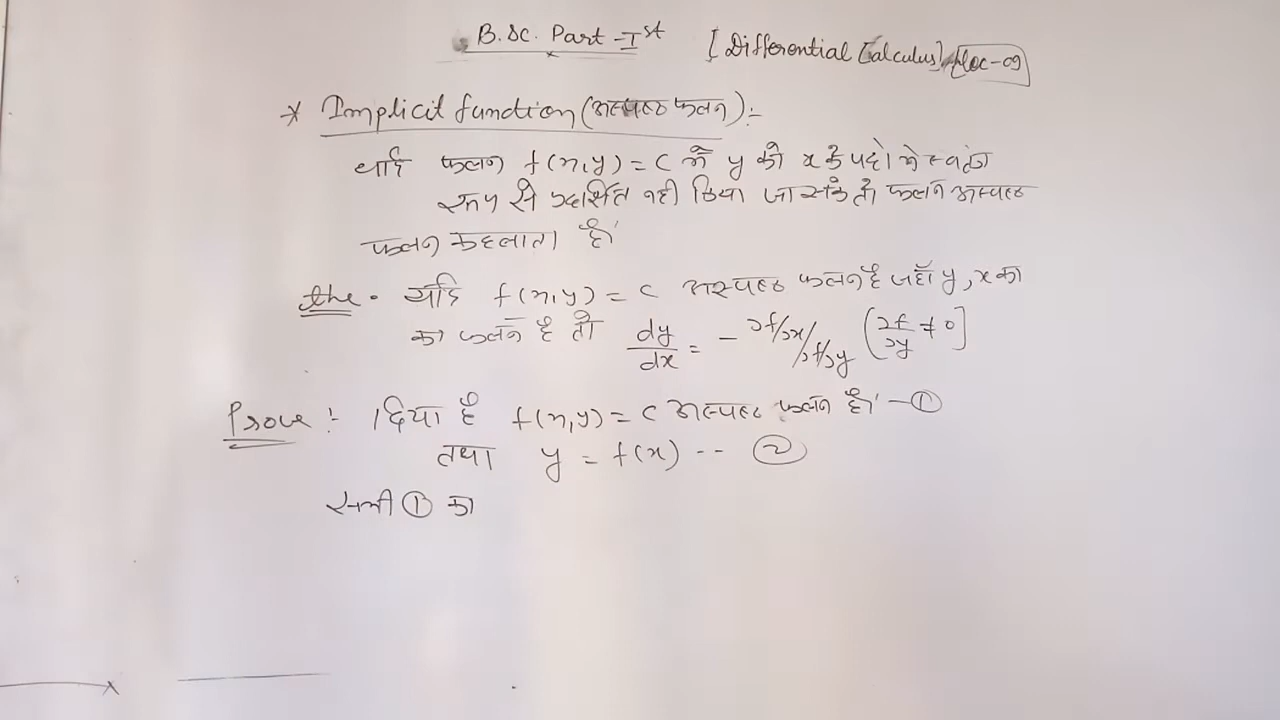 B.Sc. Part-Ist [Differential Calculus] Lec-09
* Implicit function (अस्पष्ट फलन):-
यदि फलन f(x,y) = c में y को x के पदो मे स्वतंत्र
रूप से प्रदर्शित नही किया जा सके तो फलन अस्पष्ट
फलन कहलाता है।
the. यदि f(x,y) = c अस्पष्ट फलन है जहाँ y, x का
का फलन है तो dy/dx = - ∂f/∂x / ∂f/∂y (∂f/∂y ≠ 0]
Prove :- दिया है f(x,y) = c अस्पष्ट फलन है। -①
तथा y = f(x) -- ②
समी ① का